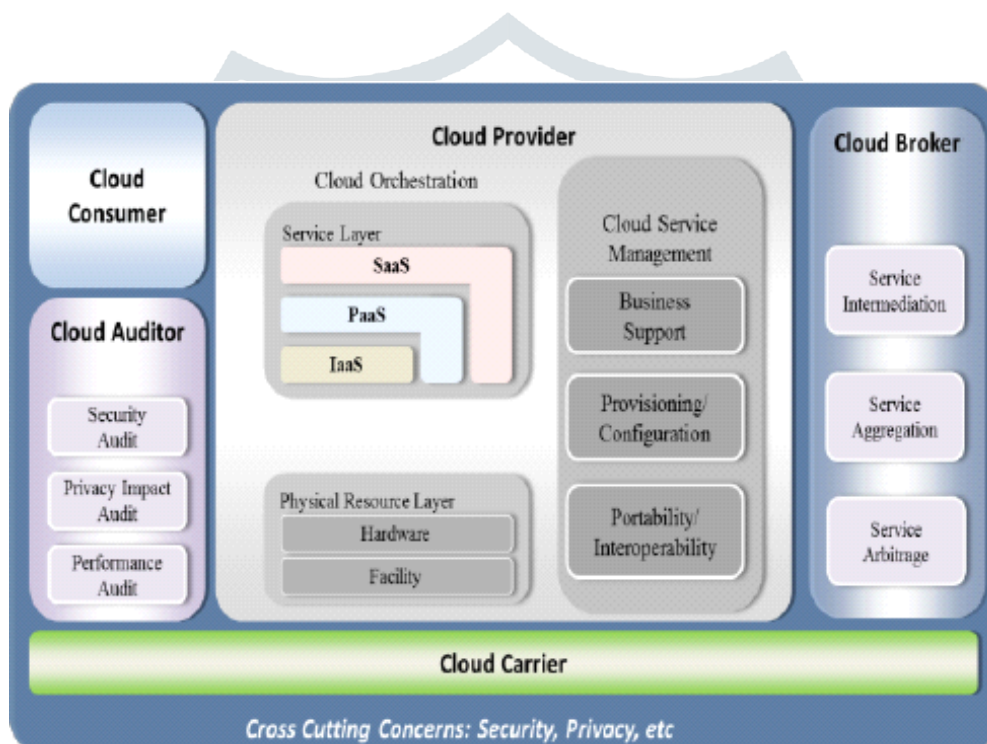 Cloud
Consumer
Cloud Auditor
Security
Audit
Privacy Impact
Audit
Performance
Audit
Cloud Provider
Cloud Orchestration
Service Layer
SaaS
PaaS
IaaS
Physical Resource Layer
Hardware
Facility
Cloud Service
Management
Business
Support
Provisioning/
Configuration
Portability/
Interoperability
Cloud Broker
Service
Intermediation
Service
Aggregation
Service
Arbitrage
Cloud Carrier
Cross Cutting Concerns: Security, Privacy, etc